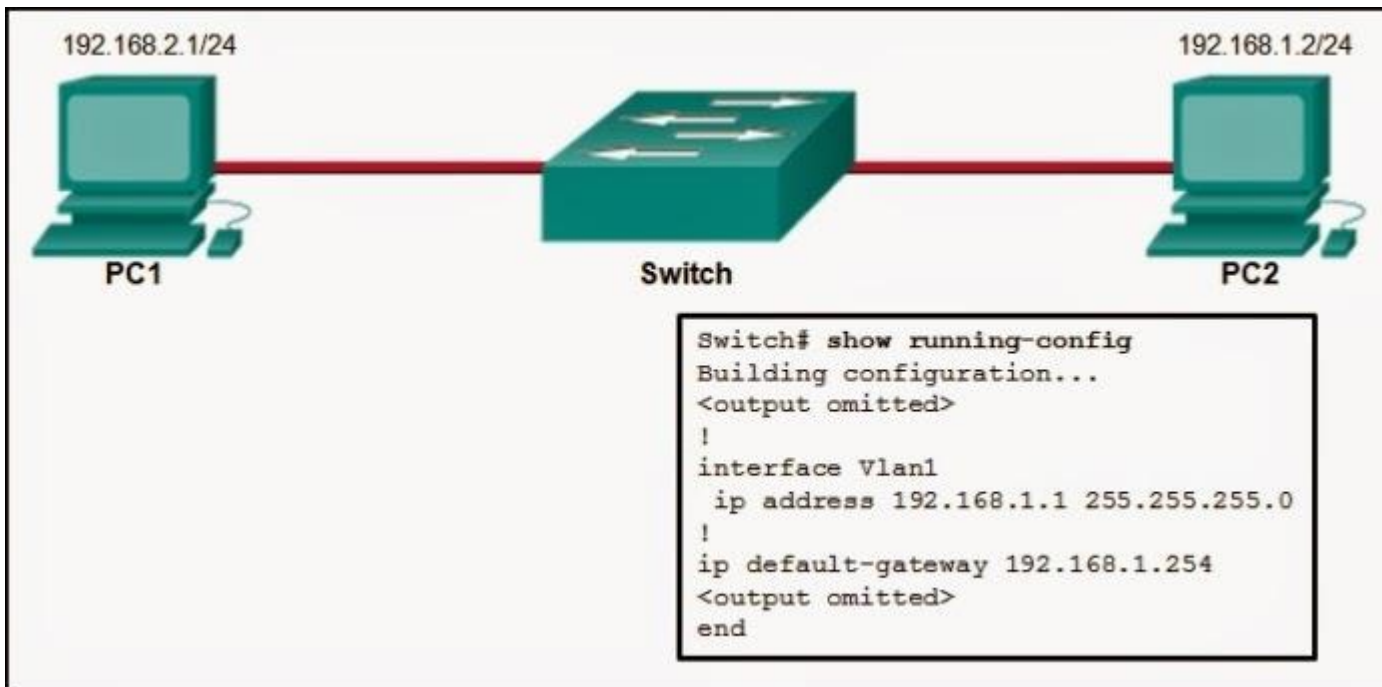 192.168.2.1/24
192.168.1.2/24
PC1
Switch
PC2
Switch# show running-config
Building configuration...
<output omitted>
!
interface Vlan1
ip address 192.168.1.1 255.255.255.0
!
ip default-gateway 192.168.1.254
<output omitted>
end